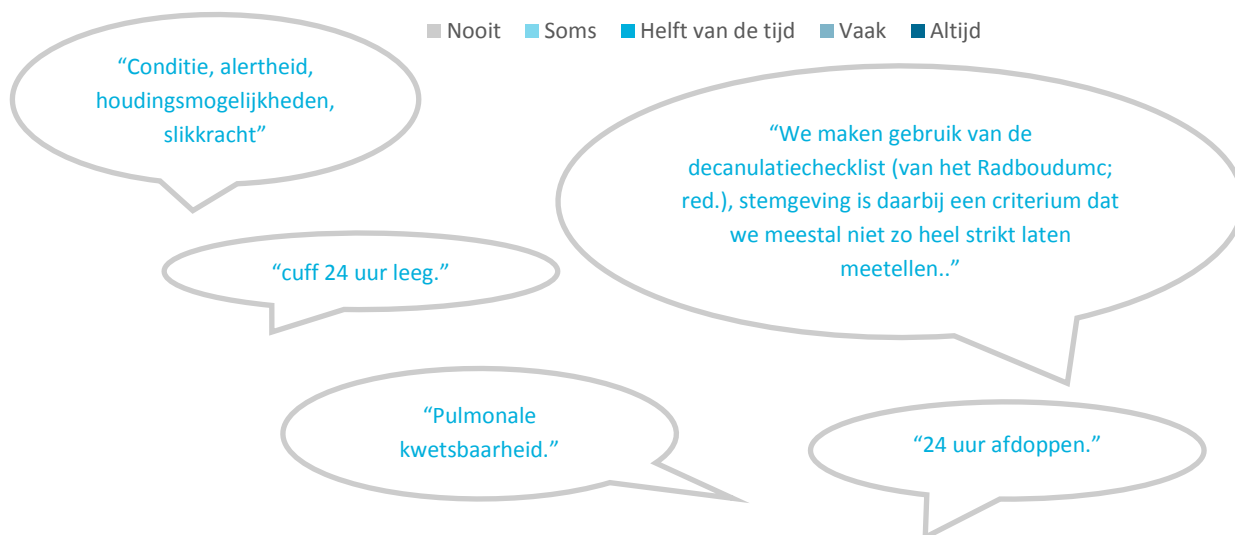 Nooit Soms Helft van de tijd Vaak Altijd
“Conditie, alertheid,
houdingsmogelijkheden,
slikkracht”
“We maken gebruik van de
decanulatiechecklist (van het Radboudumc;
red.), stemgeving is daarbij een criterium dat
we meestal niet zo heel strikt laten
meetellen..”
“cuff 24 uur leeg.”
“Pulmonale
kwetsbaarheid.”
“24 uur afdoppen.”